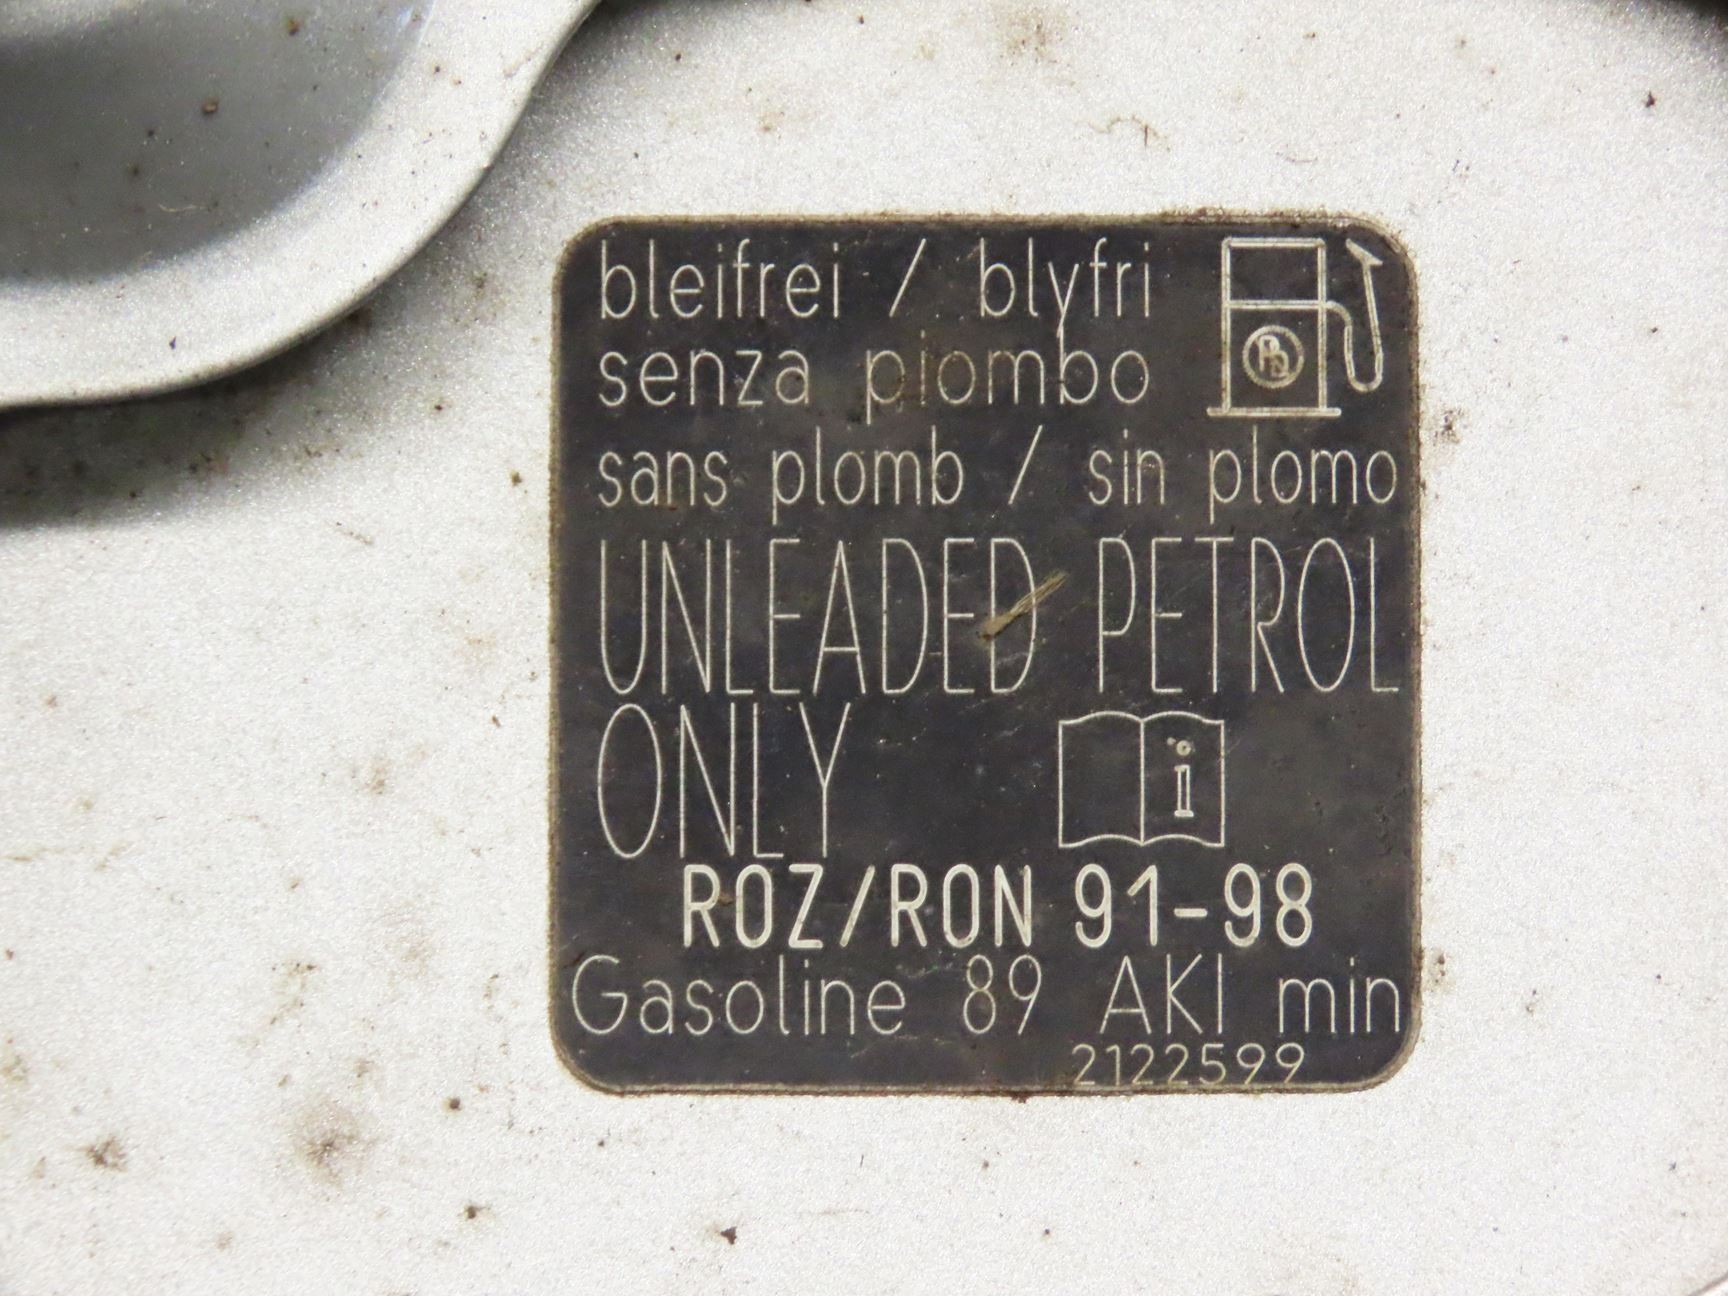 bleifrei / blyfri
senza piombo
sans plomb / sin plomo
UNLEADED PETROL
ONLY
ROZ/RON 91-98
Gasoline 89 AKI min
2122599